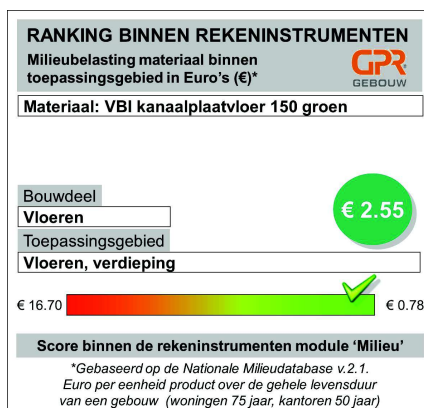 RANKING BINNEN REKENINSTRUMENTEN
Milieubelasting materiaal binnen
toepassingsgebied in Euro's (€)*
GPR
GEBOUW
Materiaal: VBI kanaalplaatvloer 150 groen
Bouwdeel
Vloeren
€ 2.55
Toepassingsgebied
Vloeren, verdieping
€ 16.70
€ 0.78
Score binnen de rekeninstrumenten module 'Milieu'
*Gebaseerd op de Nationale Milieudatabase v.2.1.
Euro per eenheid product over de gehele levensduur
van een gebouw (woningen 75 jaar, kantoren 50 jaar)